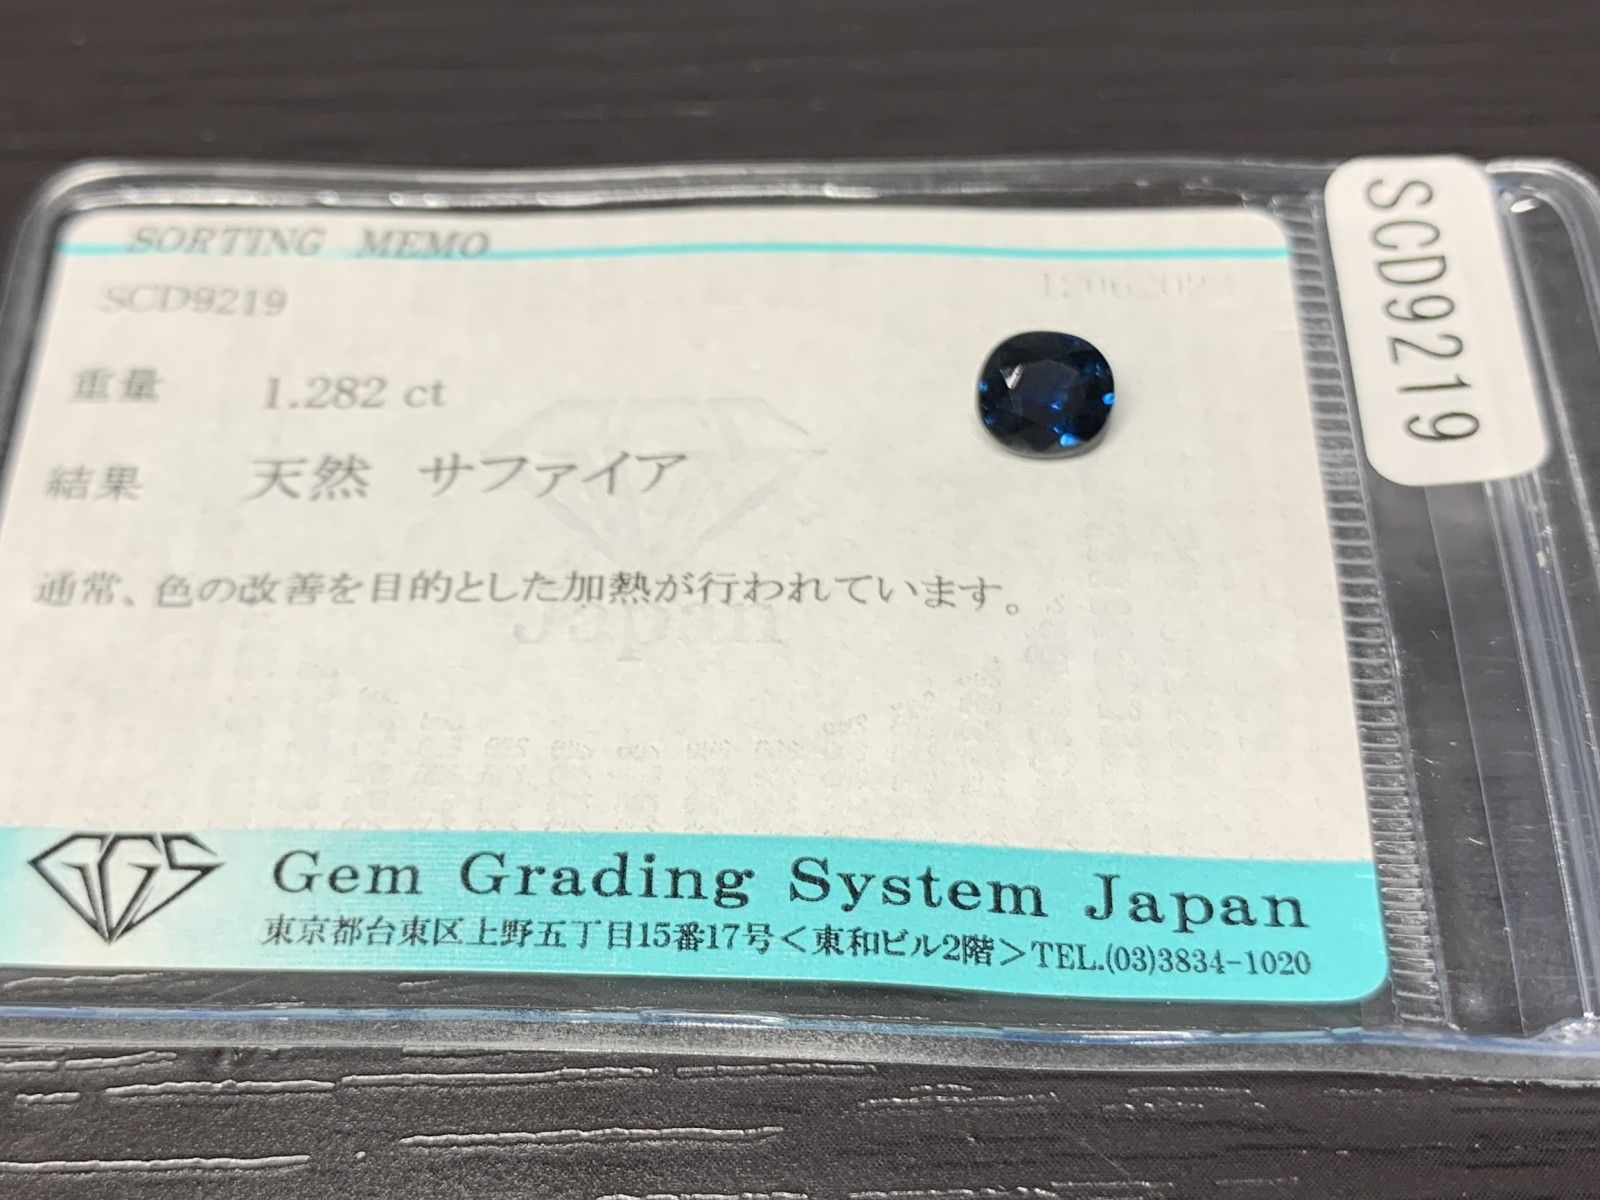 SORTING MEMO
SCD9219
重量 1.282 ct
結果 天然 サファイア
通常、色の改善を目的とした加熱が行われています。
Japan
GGS
Gem Grading System Japan
東京都台東区上野五丁目15番17号＜東和ビル2階＞TEL.(03)3834-1020
SCD9219